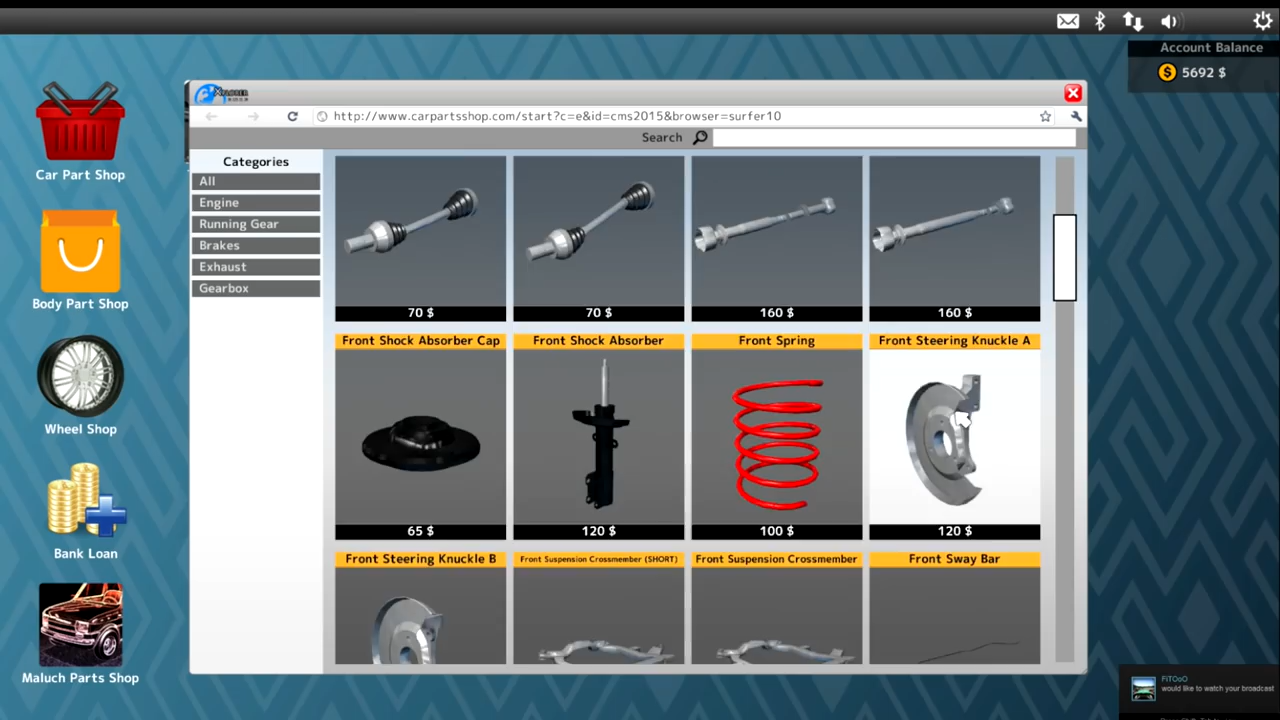 Account Balance
5692 $
XPLORER
http://www.carpartsshop.com/start?c=e&id=cms2015&browser=surfer10
Search
Categories
All
Engine
Running Gear
Brakes
Exhaust
Gearbox
Car Part Shop
Body Part Shop
Wheel Shop
Bank Loan
Maluch Parts Shop
70 $
70 $
160 $
160 $
Front Shock Absorber Cap
Front Shock Absorber
Front Spring
Front Steering Knuckle A
65 $
120 $
100 $
120 $
Front Steering Knuckle B
Front Suspension Crossmember (SHORT)
Front Suspension Crossmember
Front Sway Bar
FiTOoO
would like to watch your broadcast